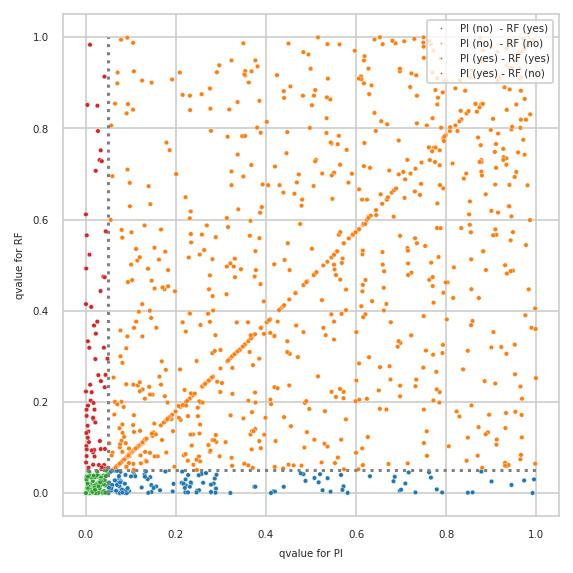 PI (no)  - RF (yes)
PI (no)  - RF (no)
PI (yes) - RF (yes)
PI (yes) - RF (no)
1.0
0.8
0.6
0.4
0.2
0.0
qvalue for RF
0.0 0.2 0.4 0.6 0.8 1.0
qvalue for PI